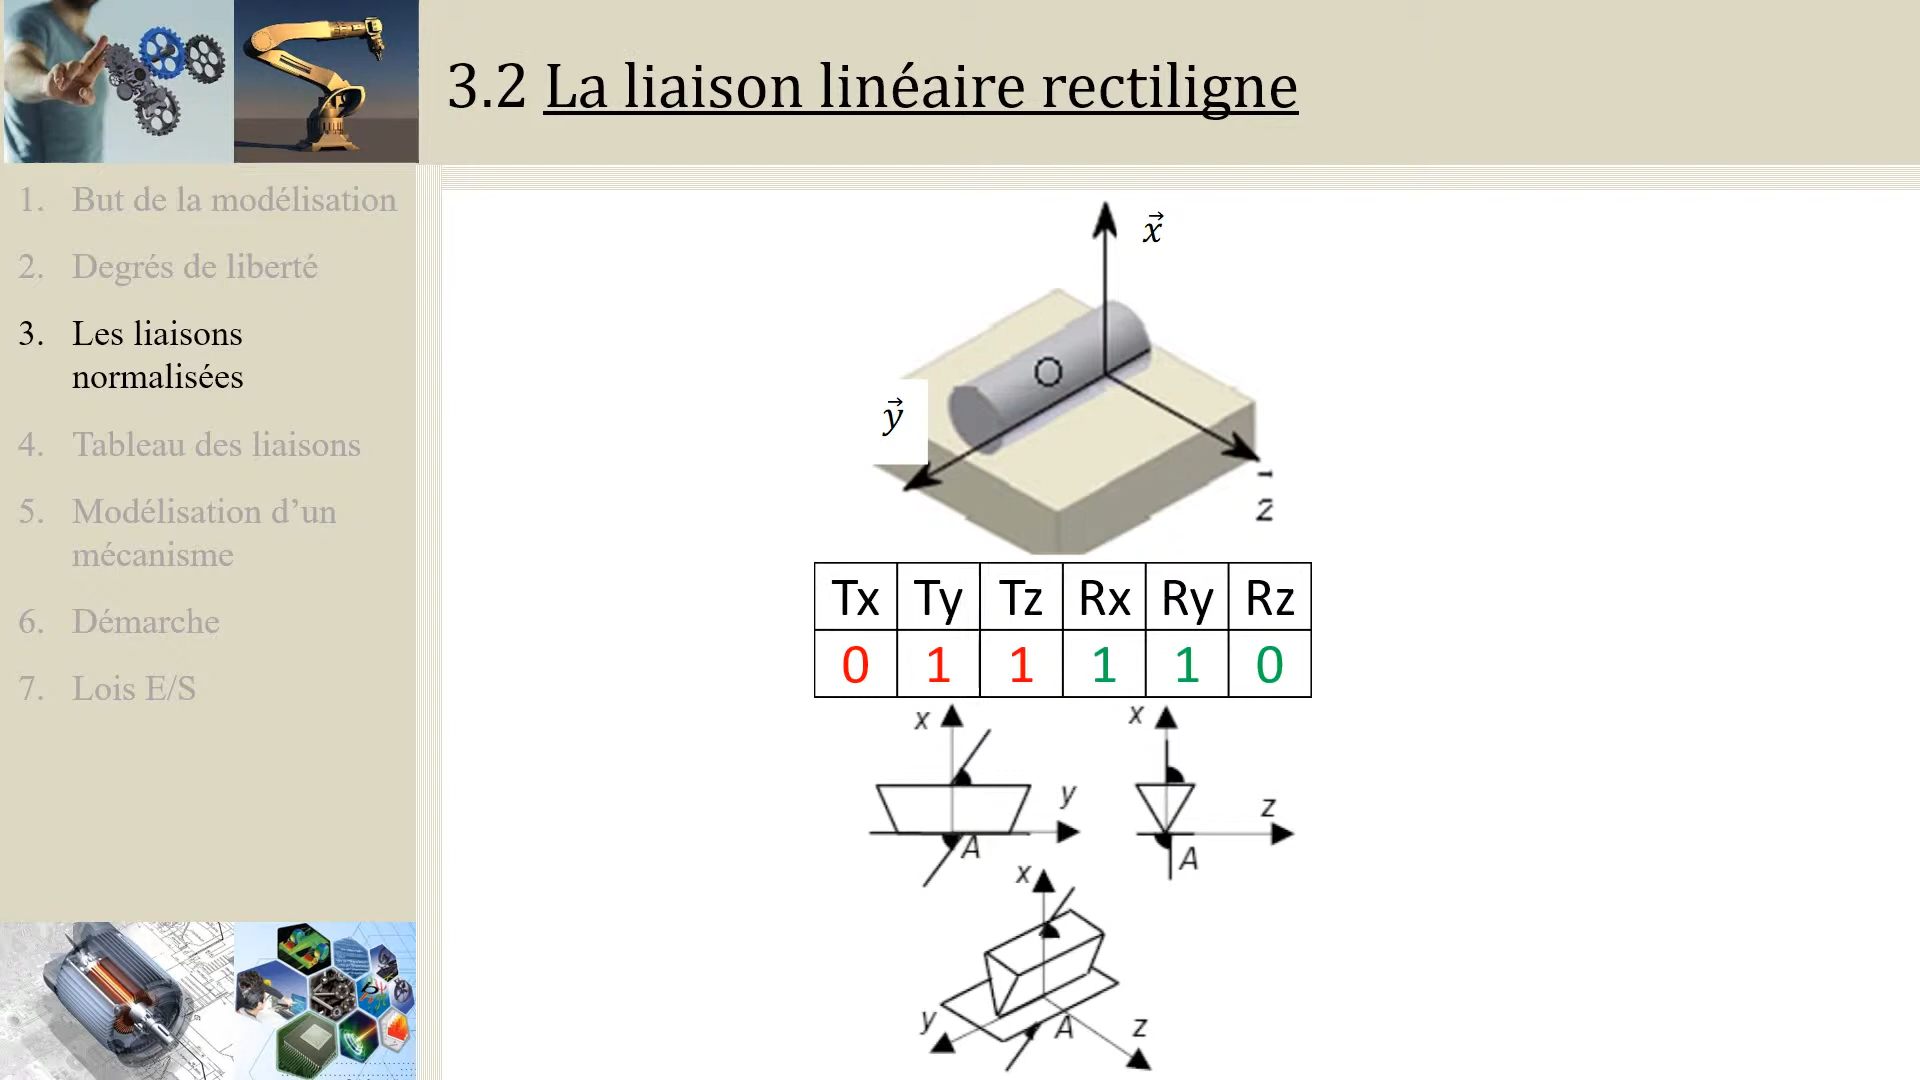 3.2 La liaison linéaire rectiligne
1. But de la modélisation
2. Degrés de liberté
3. Les liaisons
normalisées
4. Tableau des liaisons
5. Modélisation d’un
mécanisme
6. Démarche
7. Lois E/S
x⃗
O
y⃗
2
Tx Ty Tz Rx Ry Rz
0 1 1 1 1 0
x
y
A
x
z
A
x
y
A
z